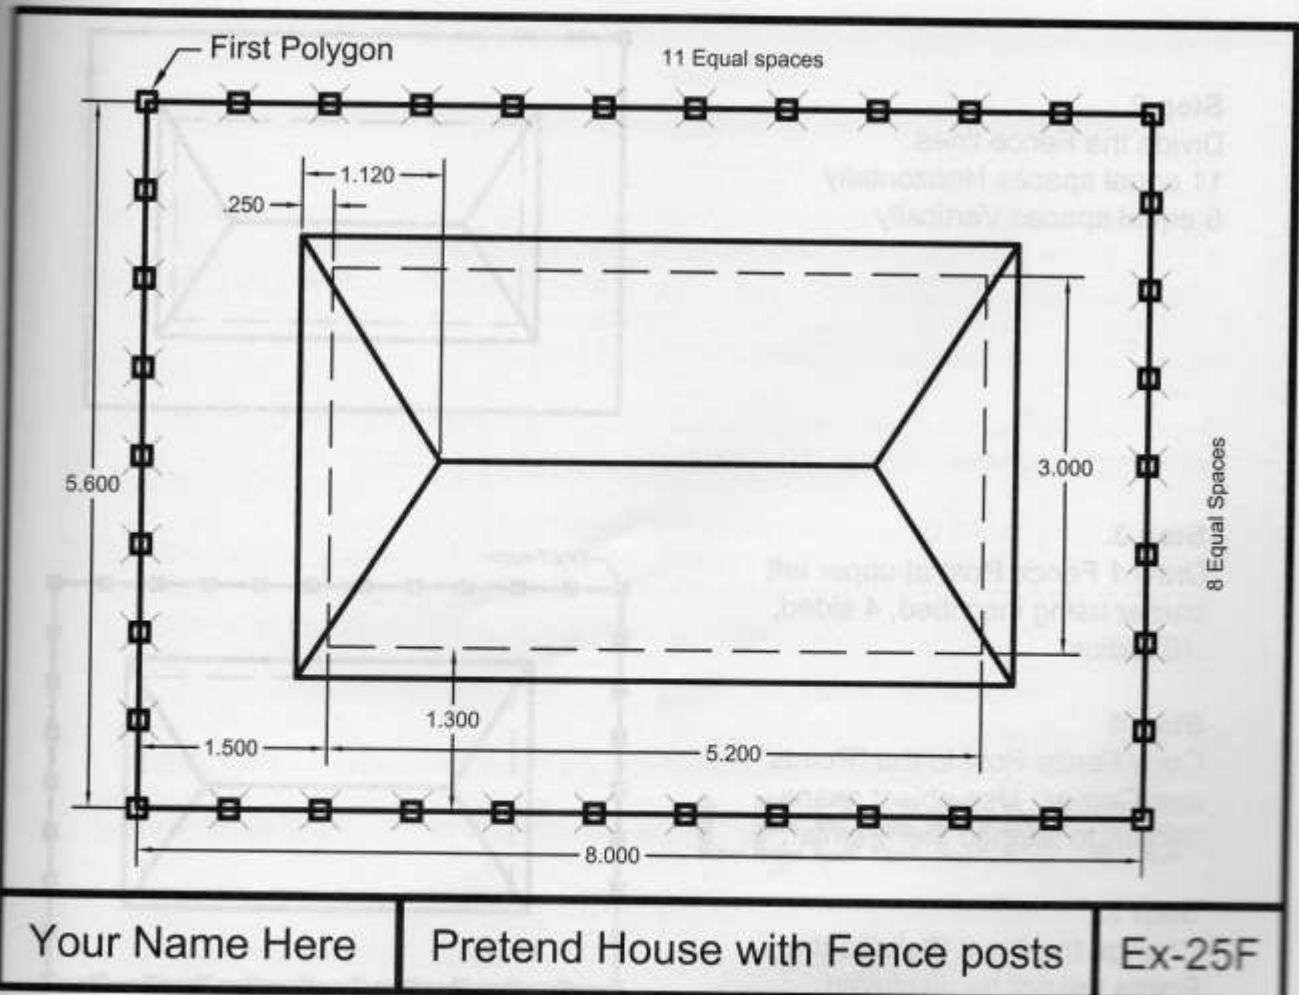 First Polygon
11 Equal spaces
1.120
.250
5.600
3.000
8 Equal Spaces
1.300
1.500
5.200
8.000
Your Name Here
Pretend House with Fence posts
Ex-25F